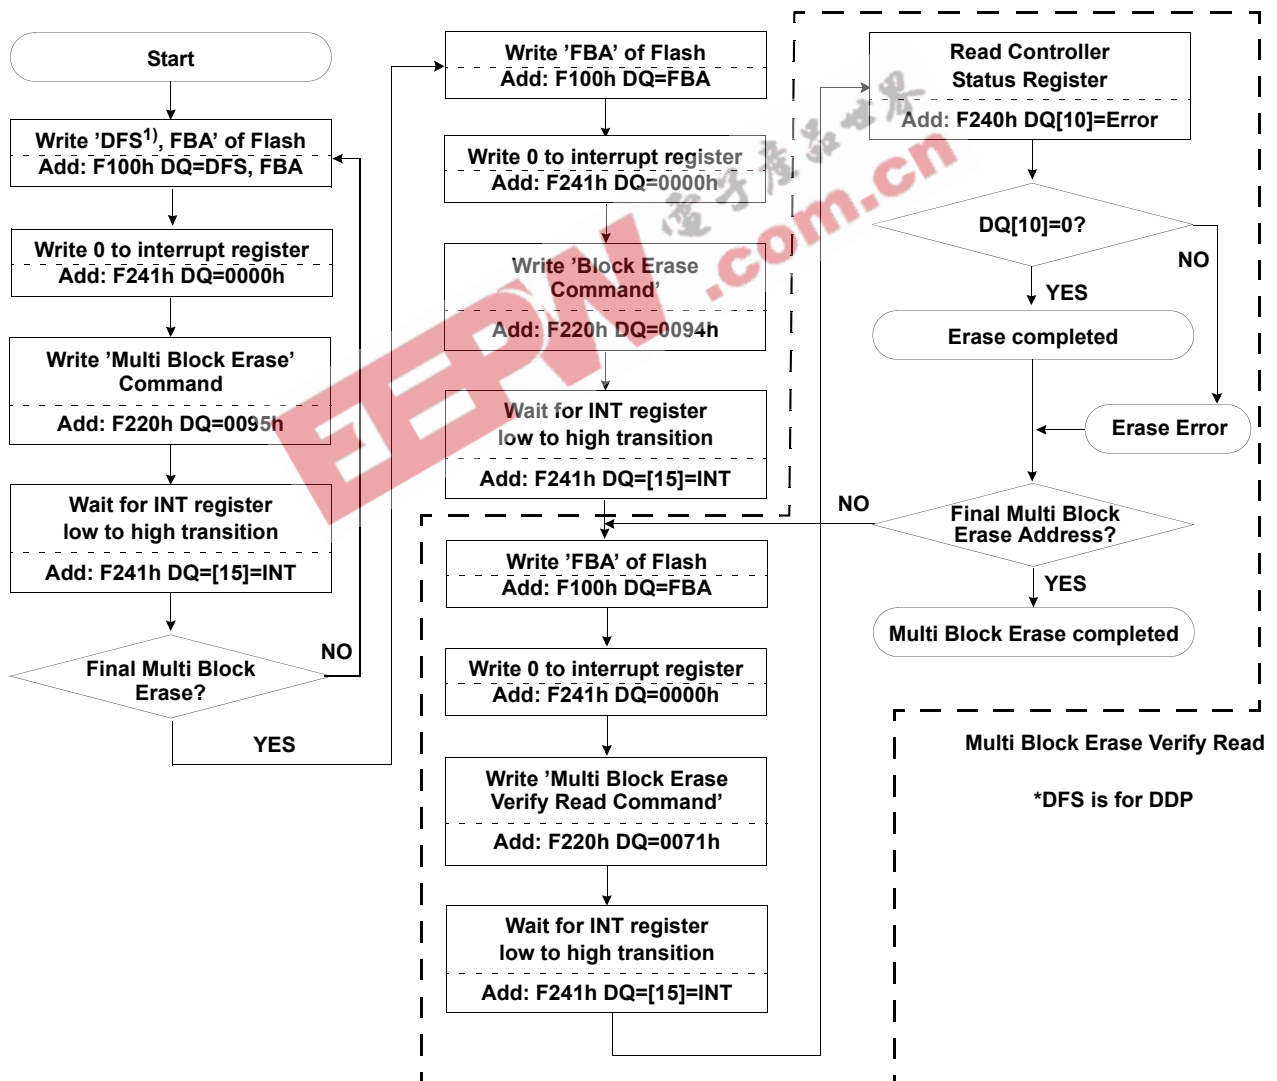 Start
Write ’DFS1), FBA’ of Flash
Add: F100h DQ=DFS, FBA
Write 0 to interrupt register
Add: F241h DQ=0000h
Write ’Multi Block Erase’
Command
Add: F220h DQ=0095h
Wait for INT register
low to high transition
Add: F241h DQ=[15]=INT
Final Multi Block
Erase?
NO
YES
Write ’FBA’ of Flash
Add: F100h DQ=FBA
Write 0 to interrupt register
Add: F241h DQ=0000h
Write ’Block Erase
Command’
Add: F220h DQ=0094h
Wait for INT register
low to high transition
Add: F241h DQ=[15]=INT
Write ’FBA’ of Flash
Add: F100h DQ=FBA
Write 0 to interrupt register
Add: F241h DQ=0000h
Write ’Multi Block Erase
Verify Read Command’
Add: F220h DQ=0071h
Wait for INT register
low to high transition
Add: F241h DQ=[15]=INT
Read Controller
Status Register
Add: F240h DQ[10]=Error
DQ[10]=0?
NO
YES
Erase completed
Erase Error
NO
Final Multi Block
Erase Address?
YES
Multi Block Erase completed
Multi Block Erase Verify Read
*DFS is for DDP
EEPW
.com.cn
電子產品世界